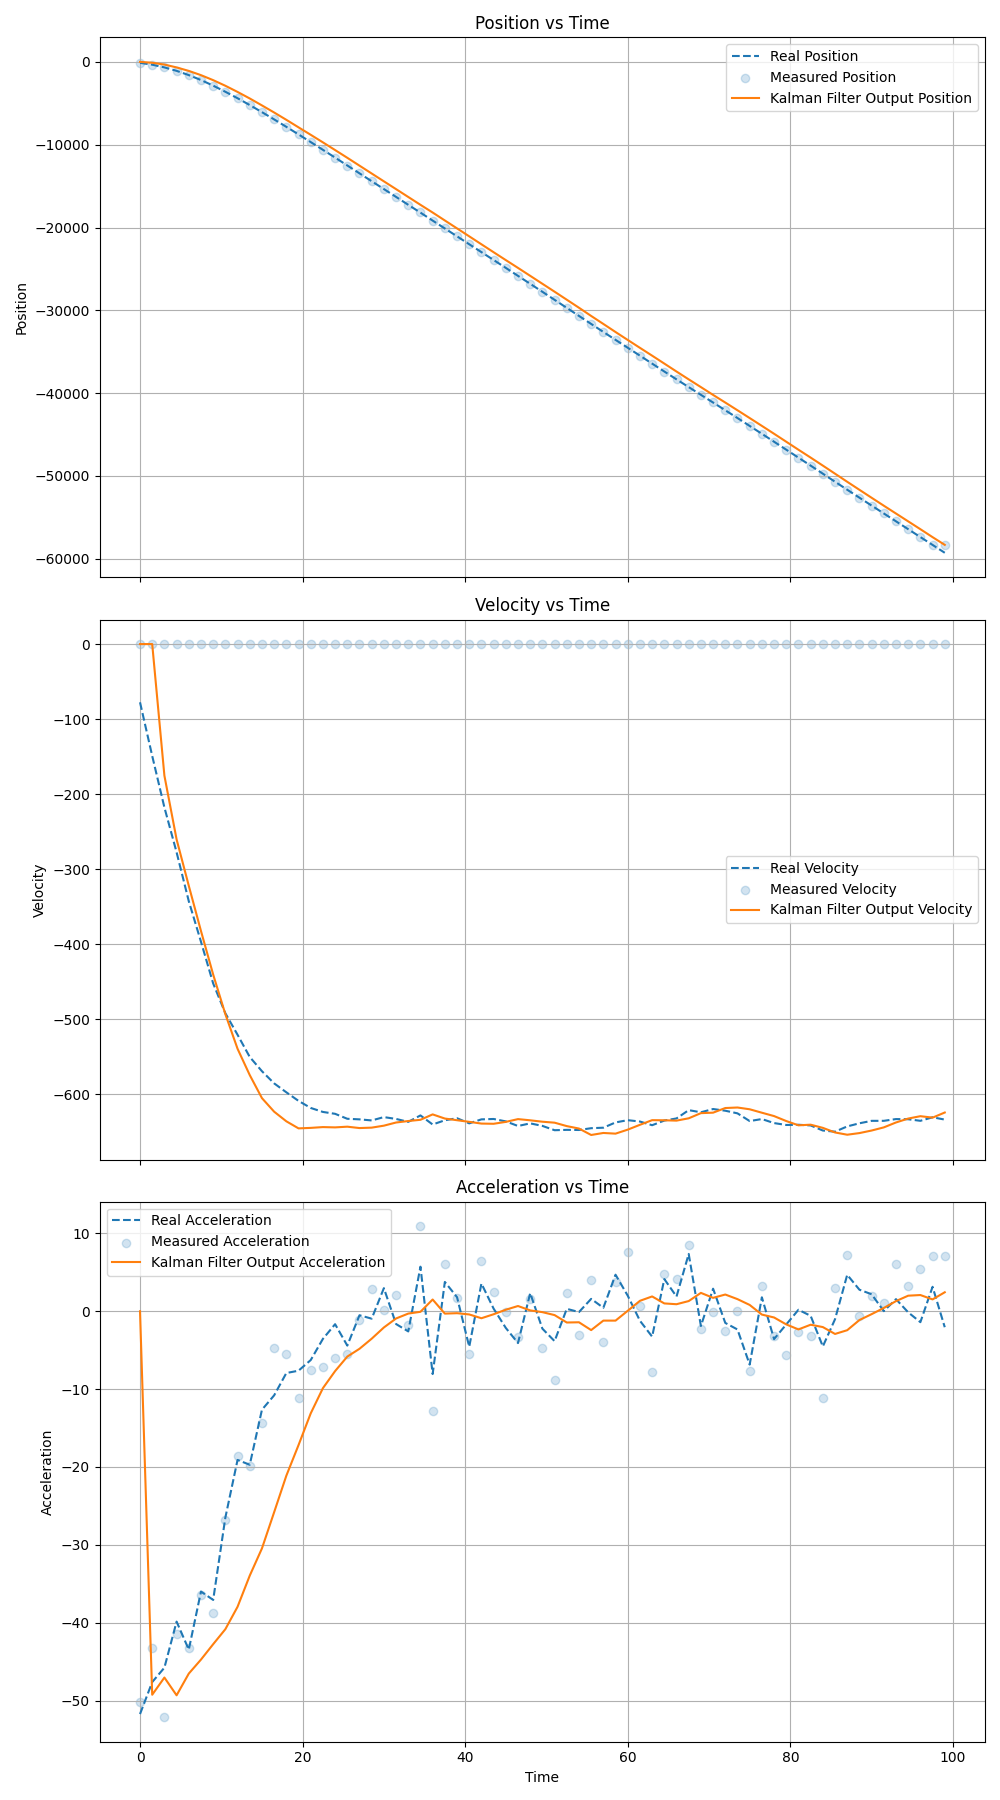 Position vs Time
0
−10000
−20000
−30000
−40000
−50000
−60000
Position
Real Position
Measured Position
Kalman Filter Output Position
Velocity vs Time
0
−100
−200
−300
−400
−500
−600
Velocity
Real Velocity
Measured Velocity
Kalman Filter Output Velocity
Acceleration vs Time
Real Acceleration
Measured Acceleration
Kalman Filter Output Acceleration
10
0
−10
−20
−30
−40
−50
Acceleration
0 20 40 60 80 100
Time